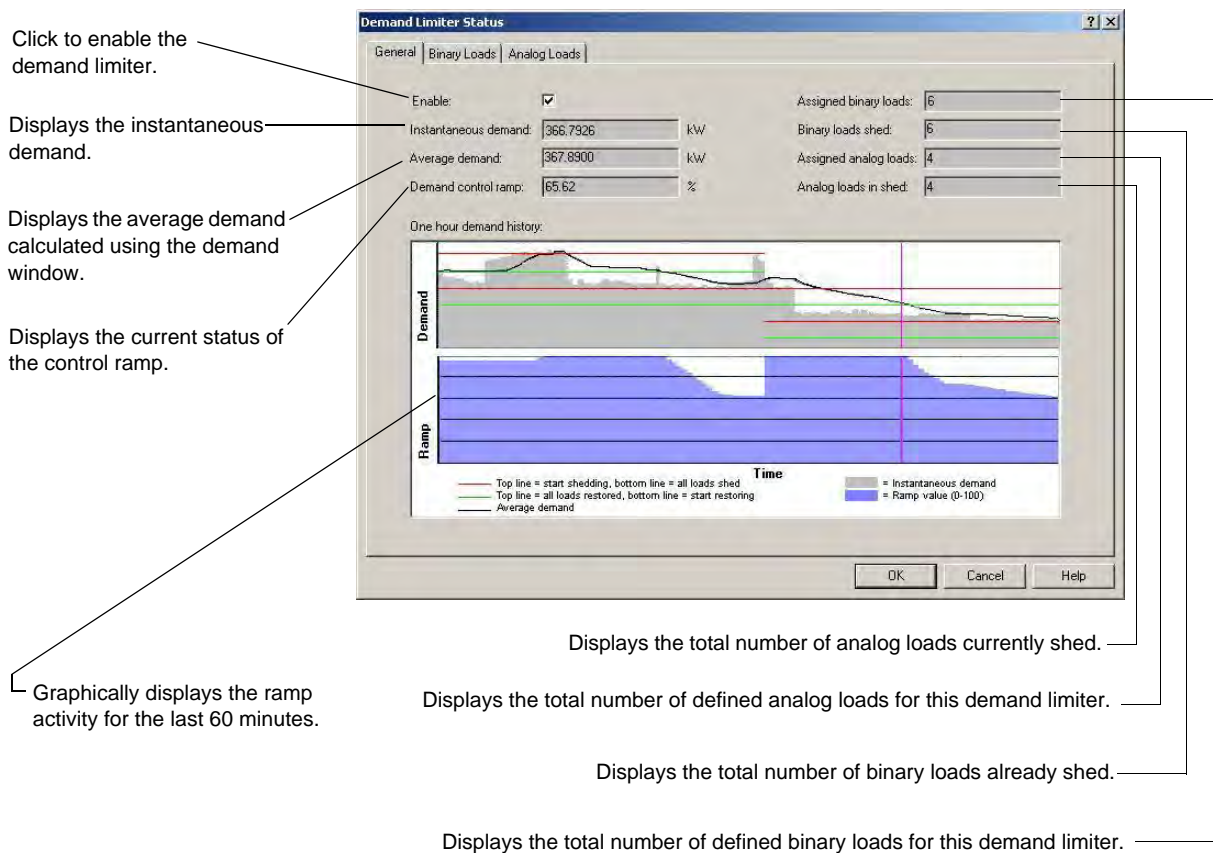 Click to enable the
demand limiter.
Displays the instantaneous
demand.
Displays the average demand
calculated using the demand
window.
Displays the current status of
the control ramp.
Graphically displays the ramp
activity for the last 60 minutes.
Demand Limiter Status
? ×
General Binary Loads Analog Loads
Enable:
Instantaneous demand: 366.7926 kW
Average demand: 367.8900 kW
Demand control ramp: 65.62 %
Assigned binary loads: 6
Binary loads shed: 6
Assigned analog loads: 4
Analog loads in shed: 4
One hour demand history:
Demand
Ramp
Time
Top line = start shedding, bottom line = all loads shed
Top line = all loads restored, bottom line = start restoring
Average demand
= Instantaneous demand
= Ramp value (0-100)
OK Cancel Help
Displays the total number of analog loads currently shed.
Displays the total number of defined analog loads for this demand limiter.
Displays the total number of binary loads already shed.
Displays the total number of defined binary loads for this demand limiter.